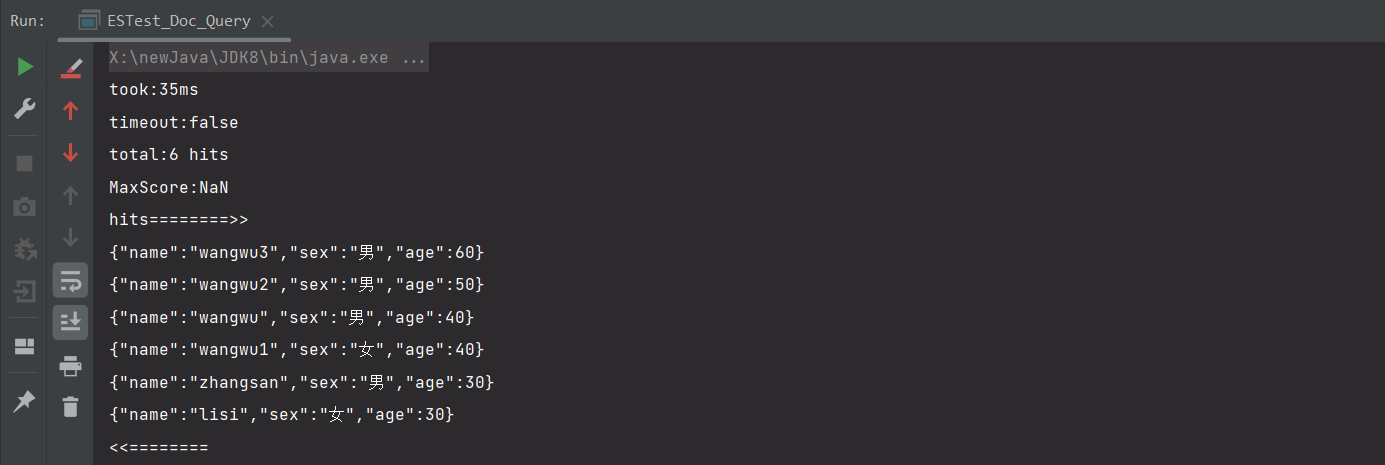 Run: ESTest_Doc_Query
X:\newJava\JDK8\bin\java.exe ...
took:35ms
timeout:false
total:6 hits
MaxScore:NaN
hits========>>
{"name":"wangwu3","sex":"男","age":60}
{"name":"wangwu2","sex":"男","age":50}
{"name":"wangwu","sex":"男","age":40}
{"name":"wangwu1","sex":"女","age":40}
{"name":"zhangsan","sex":"男","age":30}
{"name":"lisi","sex":"女","age":30}
<<========